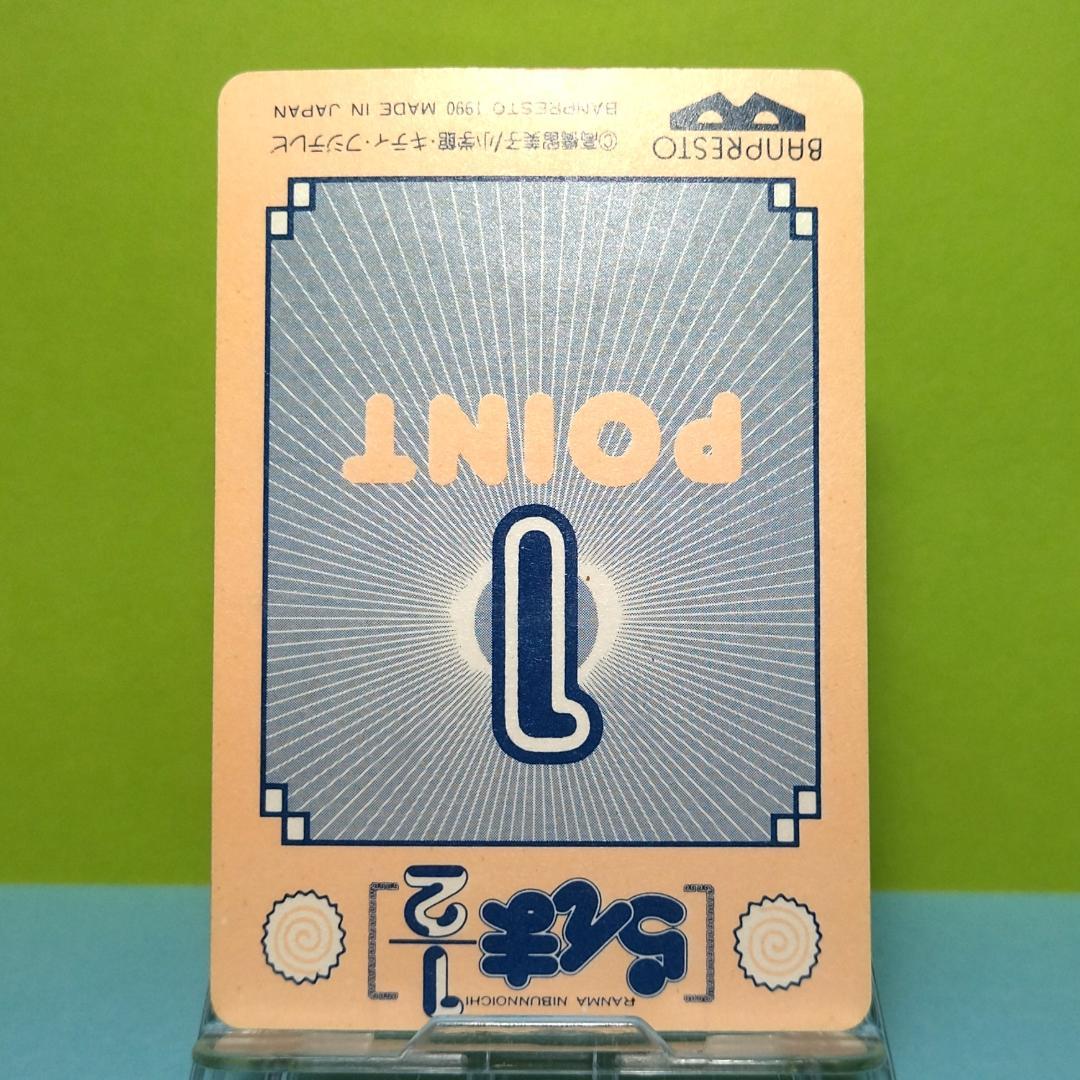 RANMA NIBUNNOICHI
らんま1/2
1
POINT
BANPRESTO
©高橋留美子/小学館・キティ・フジテレビ
BANPRESTO 1990 MADE IN JAPAN